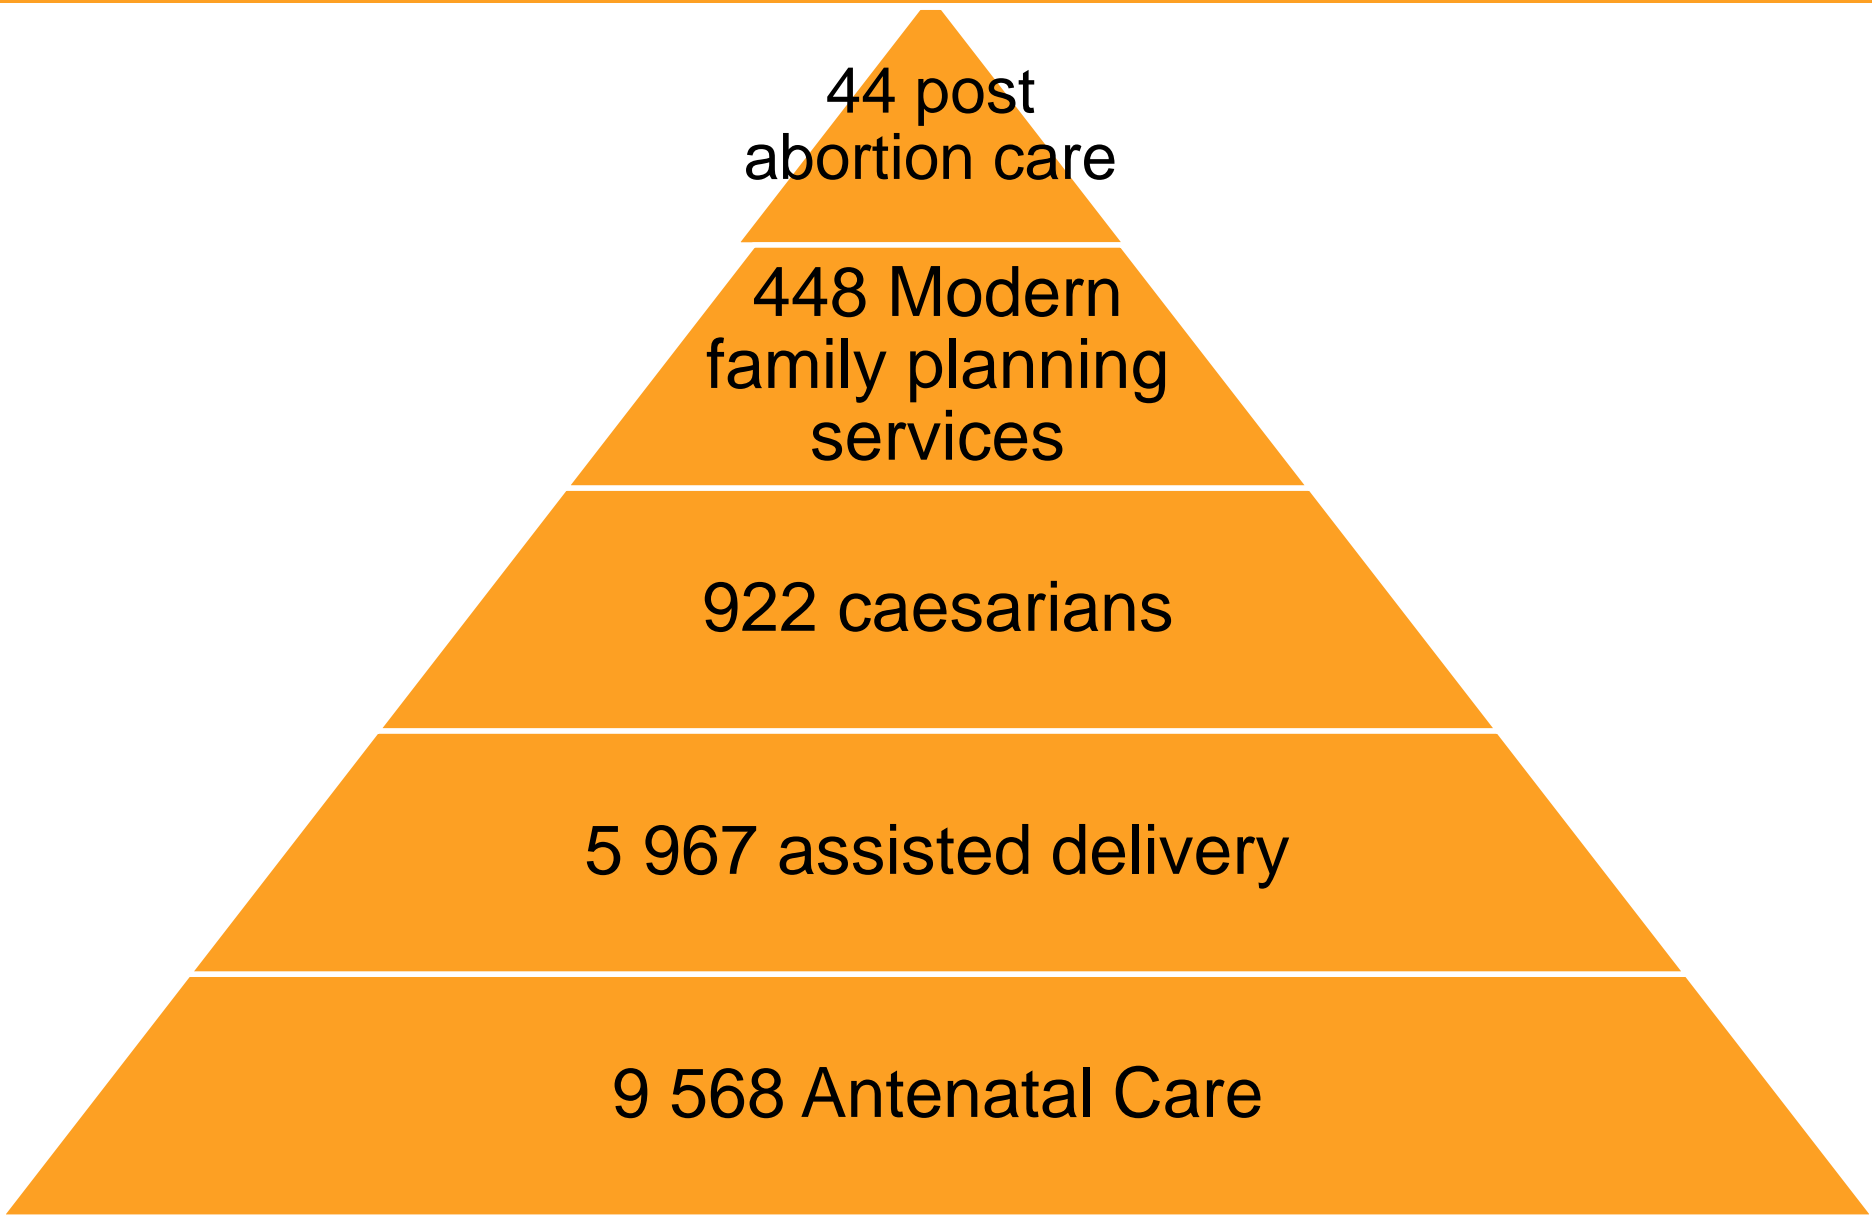 44 post
abortion care
448 Modern
family planning
services
922 caesarians
5 967 assisted delivery
9 568 Antenatal Care